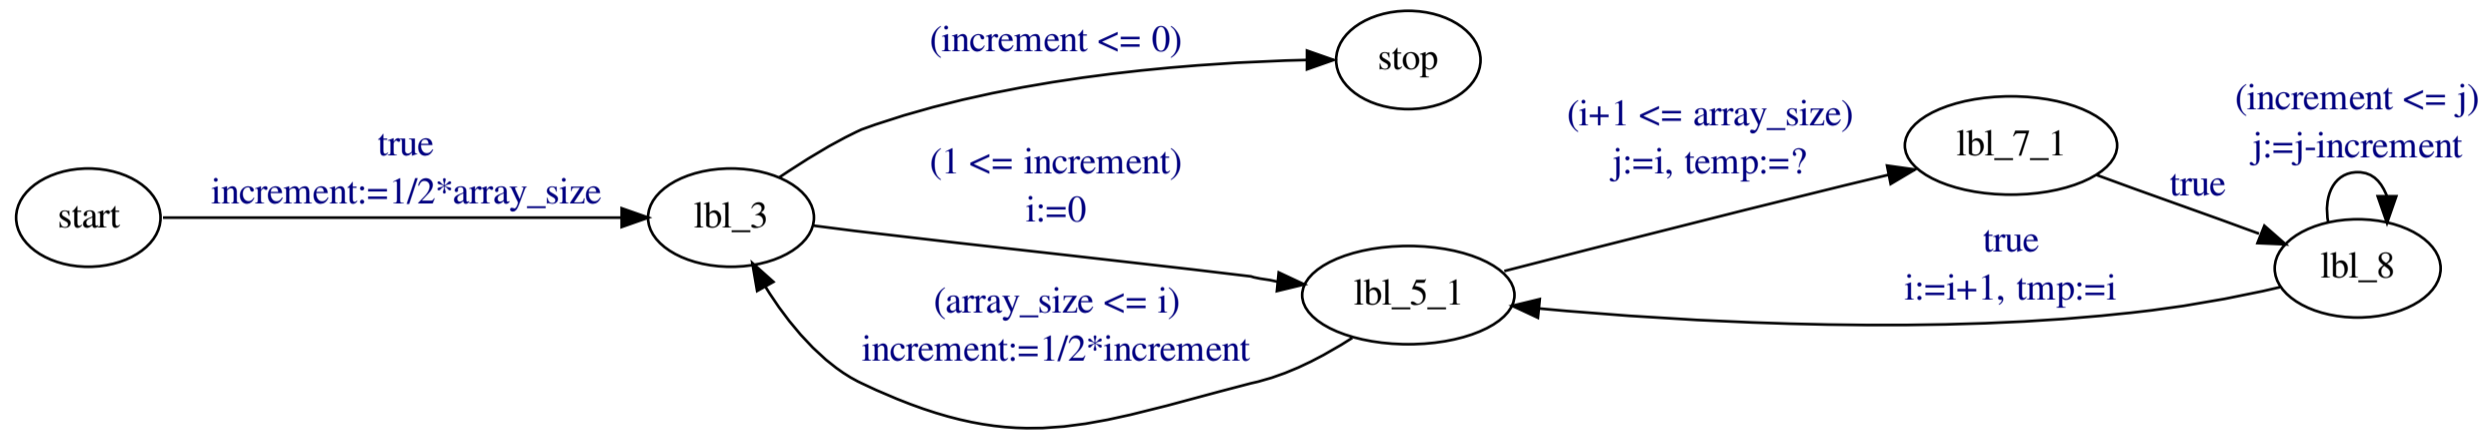 start
true
increment:=1/2*array_size
lbl_3
(increment <= 0)
stop
(1 <= increment)
i:=0
(array_size <= i)
increment:=1/2*increment
lbl_5_1
(i+1 <= array_size)
j:=i, temp:=?
lbl_7_1
true
(increment <= j)
j:=j-increment
lbl_8
true
i:=i+1, tmp:=i